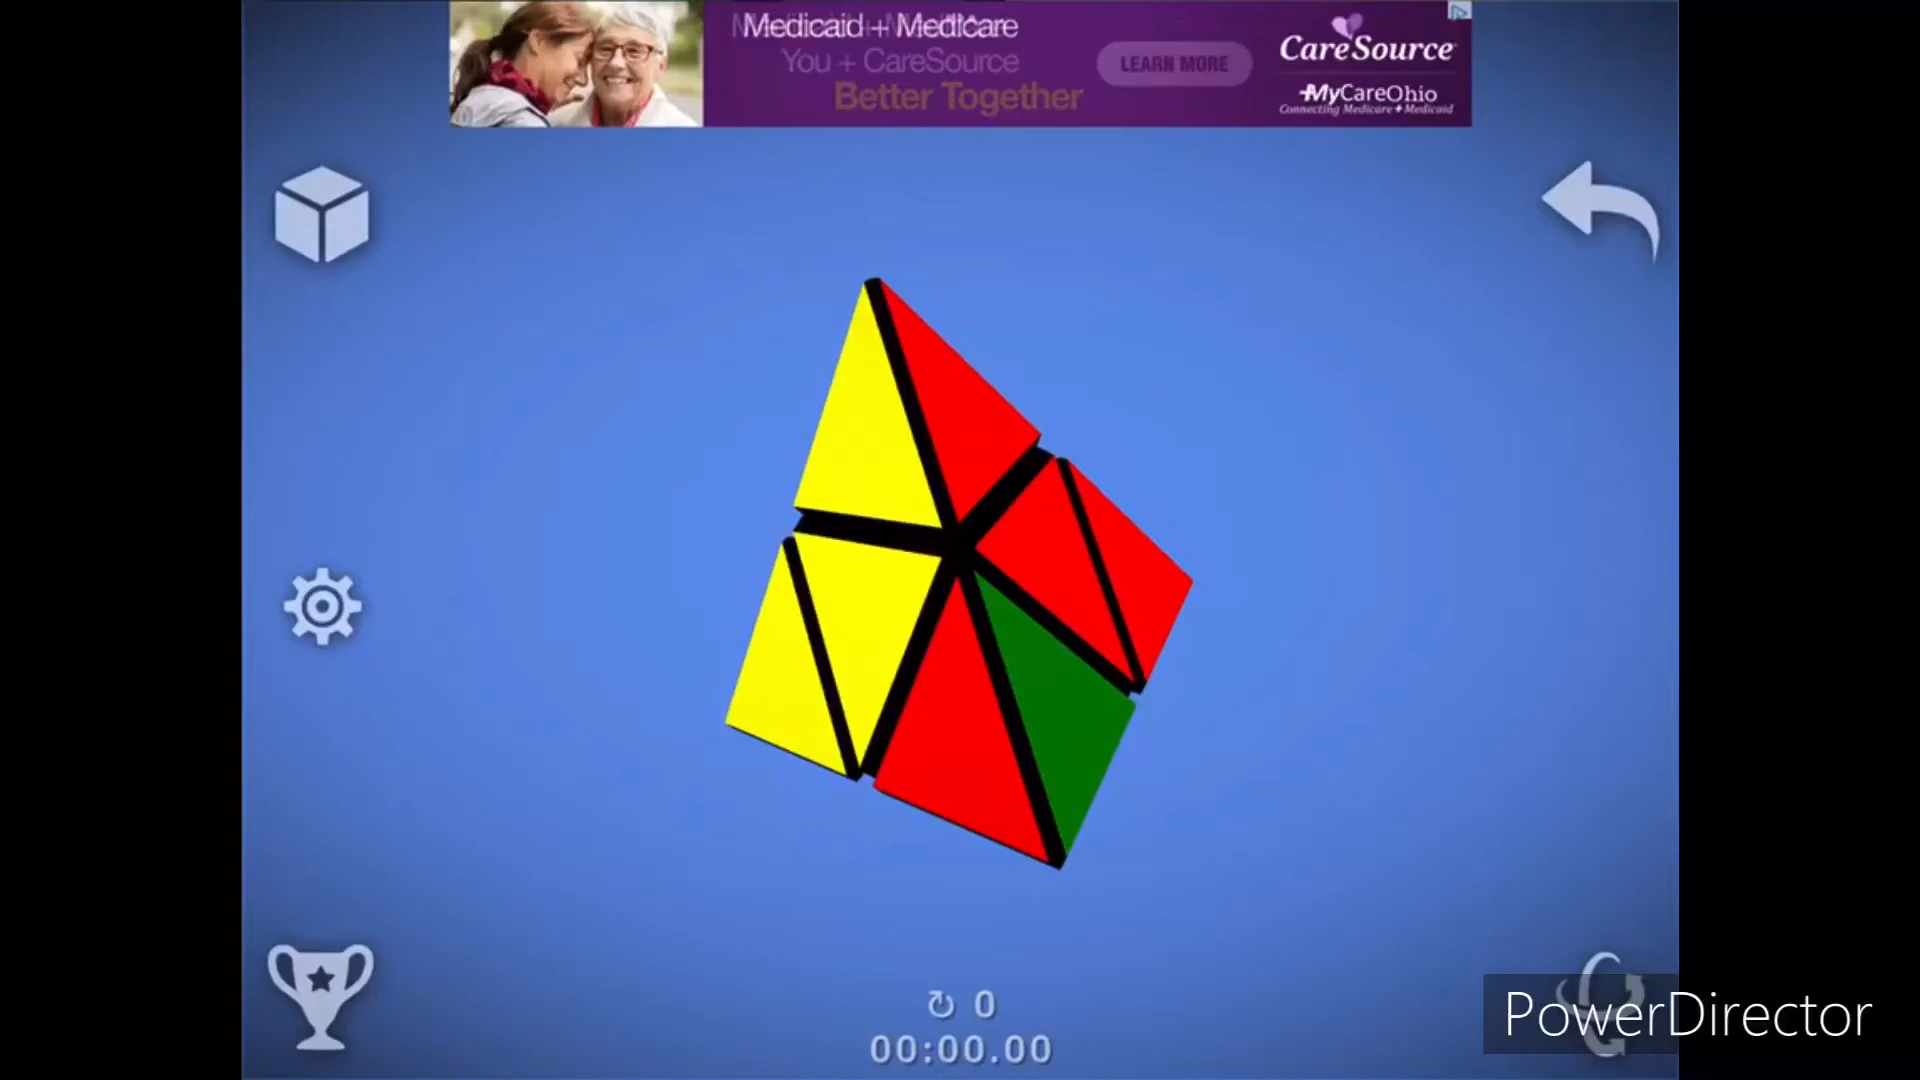 Medicaid + Medicare
You + CareSource
Better Together
LEARN MORE
CareSource
MyCareOhio
Connecting Medicare + Medicaid
0
00:00.00
PowerDirector